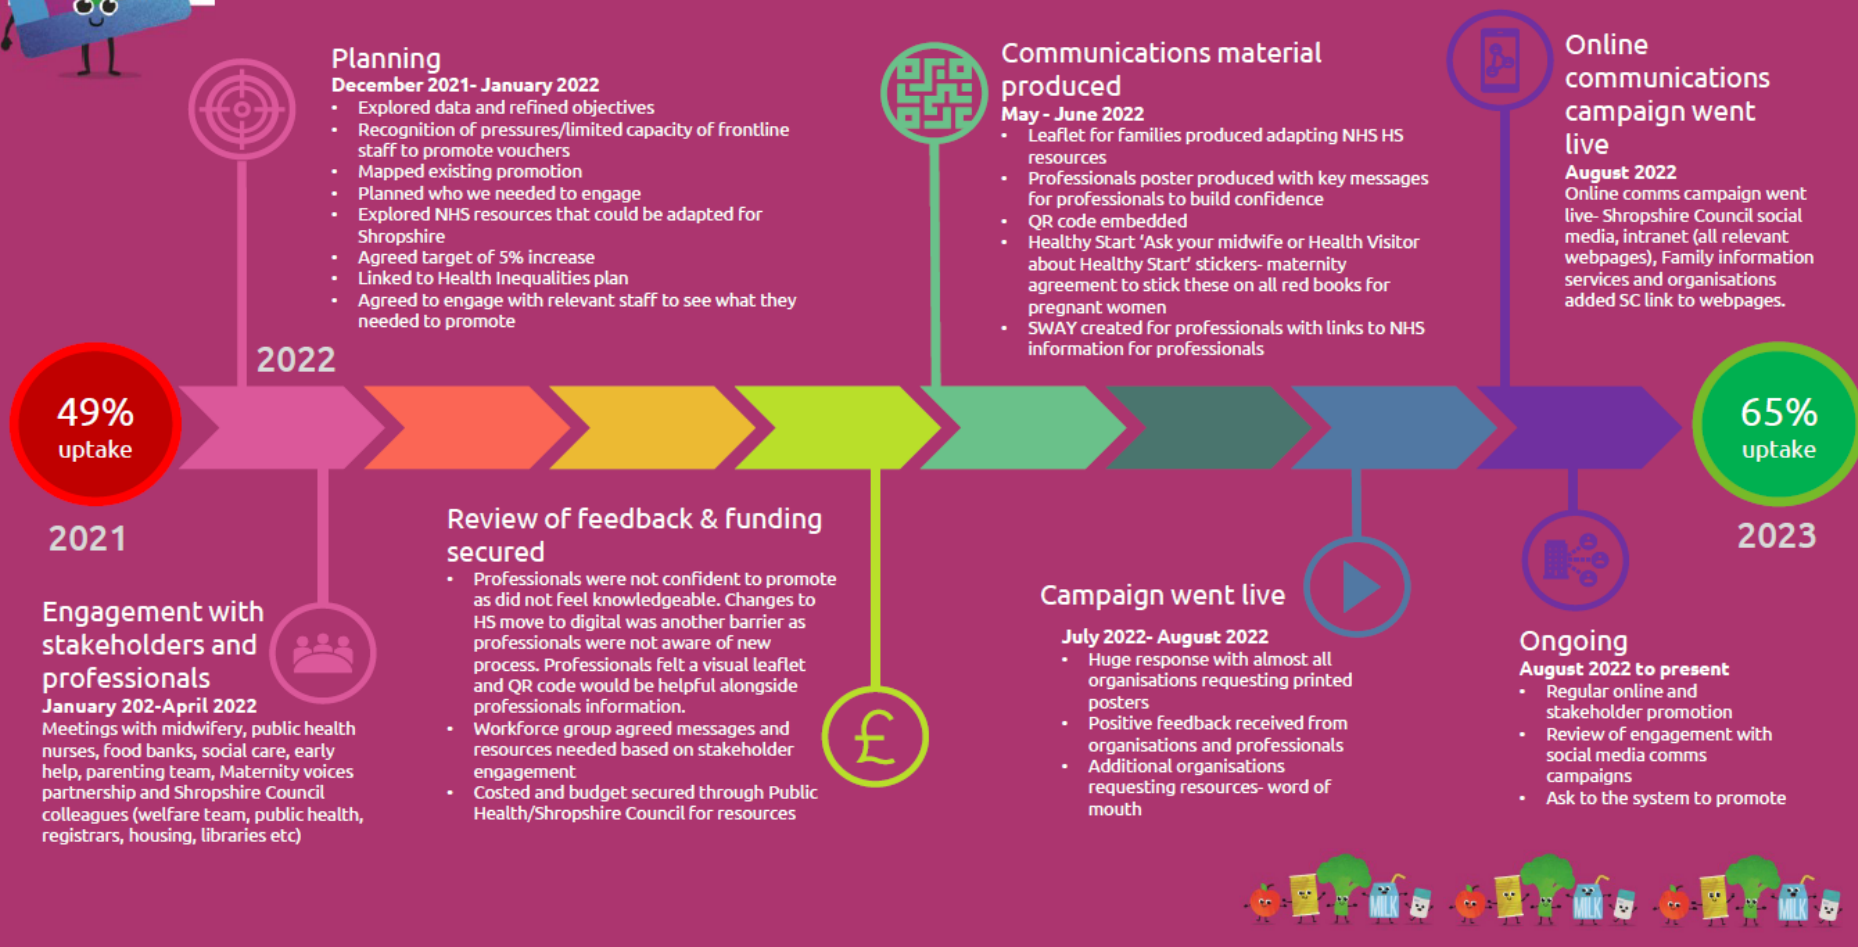 Planning
December 2021- January 2022
• Explored data and refined objectives
• Recognition of pressures/limited capacity of frontline
staff to promote vouchers
• Mapped existing promotion
• Planned who we needed to engage
• Explored NHS resources that could be adapted for
Shropshire
• Agreed target of 5% increase
• Linked to Health Inequalities plan
• Agreed to engage with relevant staff to see what they
needed to promote
Communications material
produced
May - June 2022
• Leaflet for families produced adapting NHS HS
resources
• Professionals poster produced with key messages
for professionals to build confidence
• QR code embedded
• Healthy Start ‘Ask your midwife or Health Visitor
about Healthy Start’ stickers- maternity
agreement to stick these on all red books for
pregnant women
• SWAY created for professionals with links to NHS
information for professionals
Online
communications
campaign went
live
August 2022
Online comms campaign went
live- Shropshire Council social
media, intranet (all relevant
webpages), Family information
services and organisations
added SC link to webpages.
2022
49%
uptake
2021
65%
uptake
2023
Engagement with
stakeholders and
professionals
January 202-April 2022
Meetings with midwifery, public health
nurses, food banks, social care, early
help, parenting team, Maternity voices
partnership and Shropshire Council
colleagues (welfare team, public health,
registrars, housing, libraries etc)
Review of feedback & funding
secured
• Professionals were not confident to promote
as did not feel knowledgeable. Changes to
HS move to digital was another barrier as
professionals were not aware of new
process. Professionals felt a visual leaflet
and QR code would be helpful alongside
professionals information.
• Workforce group agreed messages and
resources needed based on stakeholder
engagement
• Costed and budget secured through Public
Health/Shropshire Council for resources
£
Campaign went live
July 2022- August 2022
• Huge response with almost all
organisations requesting printed
posters
• Positive feedback received from
organisations and professionals
• Additional organisations
requesting resources- word of
mouth
Ongoing
August 2022 to present
• Regular online and
stakeholder promotion
• Review of engagement with
social media comms
campaigns
• Ask to the system to promote
MILK
MILK
MILK